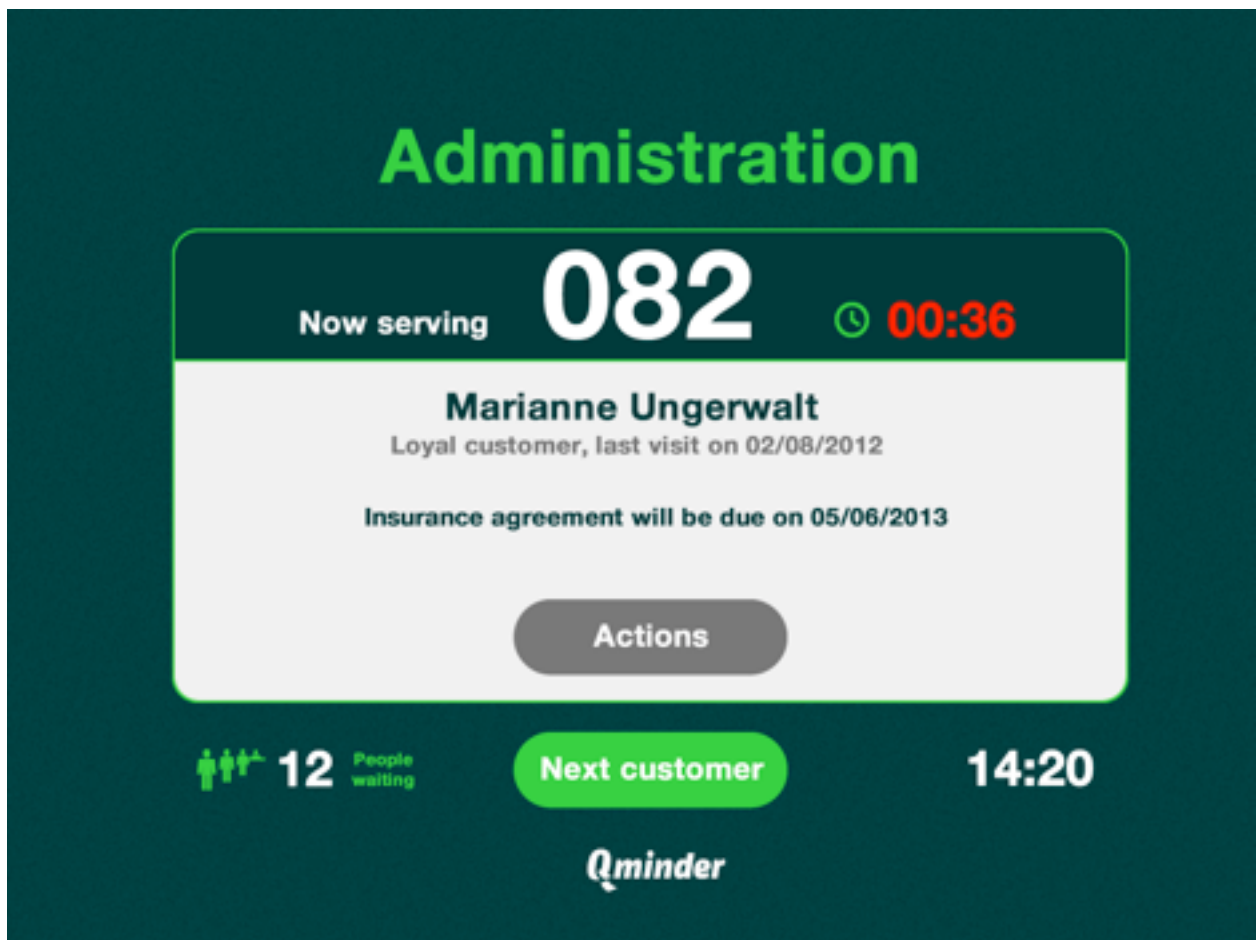 Administration
Now serving 082 00:36
Marianne Ungerwalt
Loyal customer, last visit on 02/08/2012
Insurance agreement will be due on 05/06/2013
Actions
12 People waiting
Next customer
14:20
Qminder